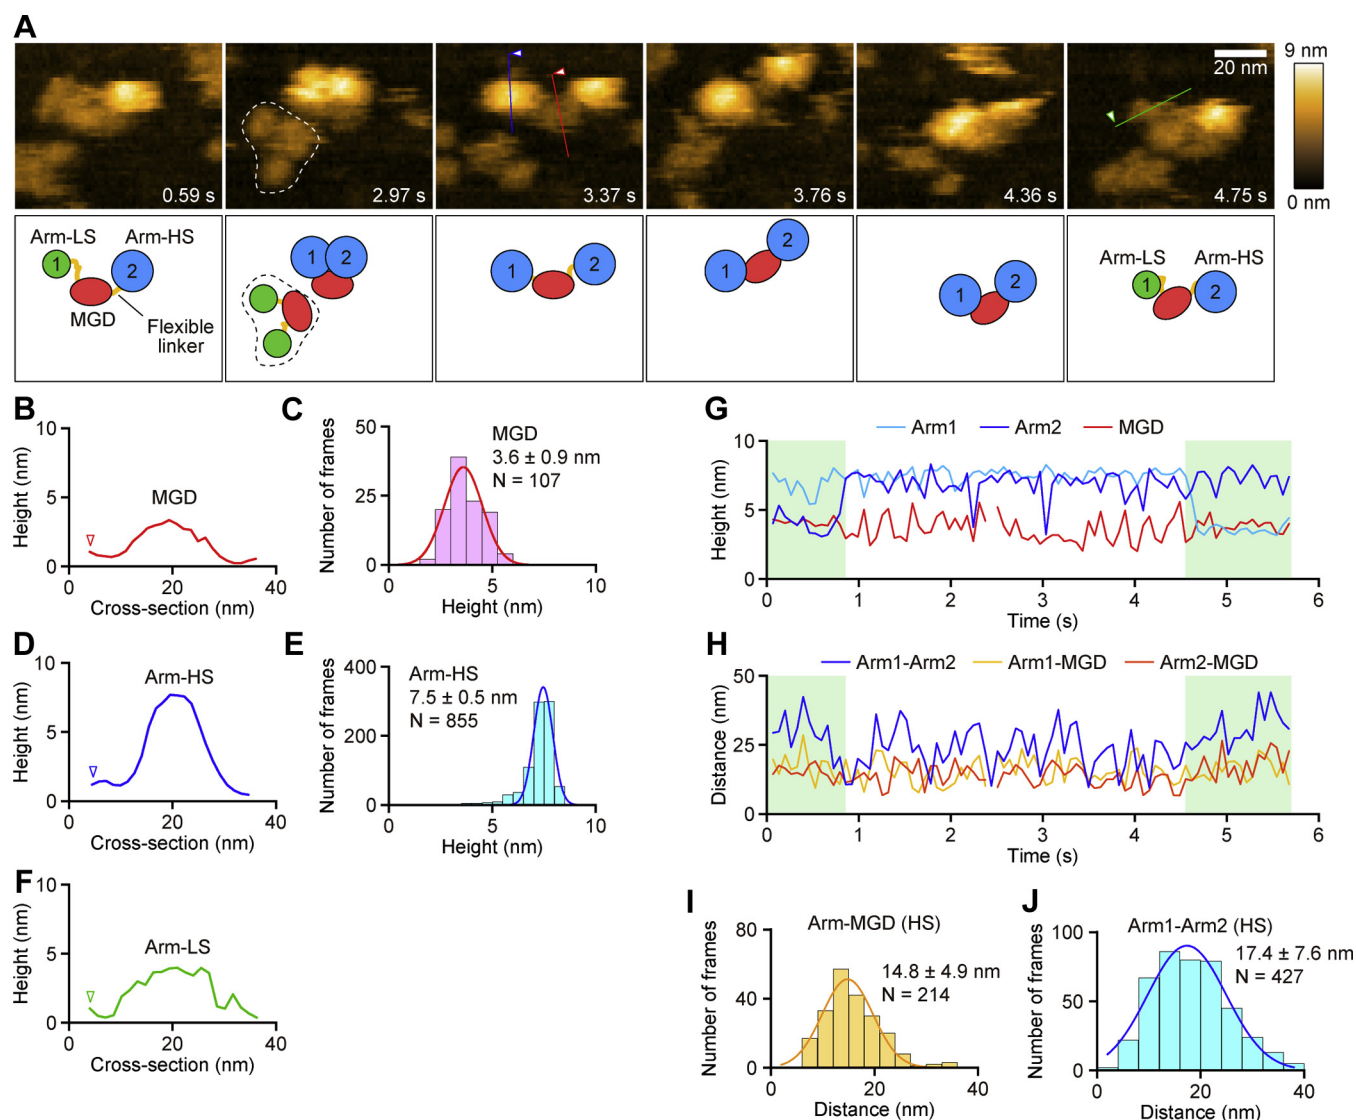 A
0.59 s
2.97 s
3.37 s
3.76 s
4.36 s
4.75 s
20 nm
9 nm
0 nm
Arm-LS
Arm-HS
1
2
MGD
Flexible
linker
1
2
1
2
1
2
1
2
Arm-LS
Arm-HS
1
2
B
Height (nm)
10
5
0
MGD
0
20
40
Cross-section (nm)
C
Number of frames
50
25
0
MGD
3.6 ± 0.9 nm
N = 107
0
5
10
Height (nm)
D
Height (nm)
10
5
0
Arm-HS
0
20
40
Cross-section (nm)
E
Number of frames
400
200
0
Arm-HS
7.5 ± 0.5 nm
N = 855
0
5
10
Height (nm)
F
Height (nm)
10
5
0
Arm-LS
0
20
40
Cross-section (nm)
G
Arm1
Arm2
MGD
Height (nm)
10
5
0
0
1
2
3
4
5
6
Time (s)
H
Arm1-Arm2
Arm1-MGD
Arm2-MGD
Distance (nm)
50
25
0
0
1
2
3
4
5
6
Time (s)
I
Number of frames
80
40
0
Arm-MGD (HS)
14.8 ± 4.9 nm
N = 214
0
20
40
Distance (nm)
J
Number of frames
100
50
0
Arm1-Arm2 (HS)
17.4 ± 7.6 nm
N = 427
0
20
40
Distance (nm)